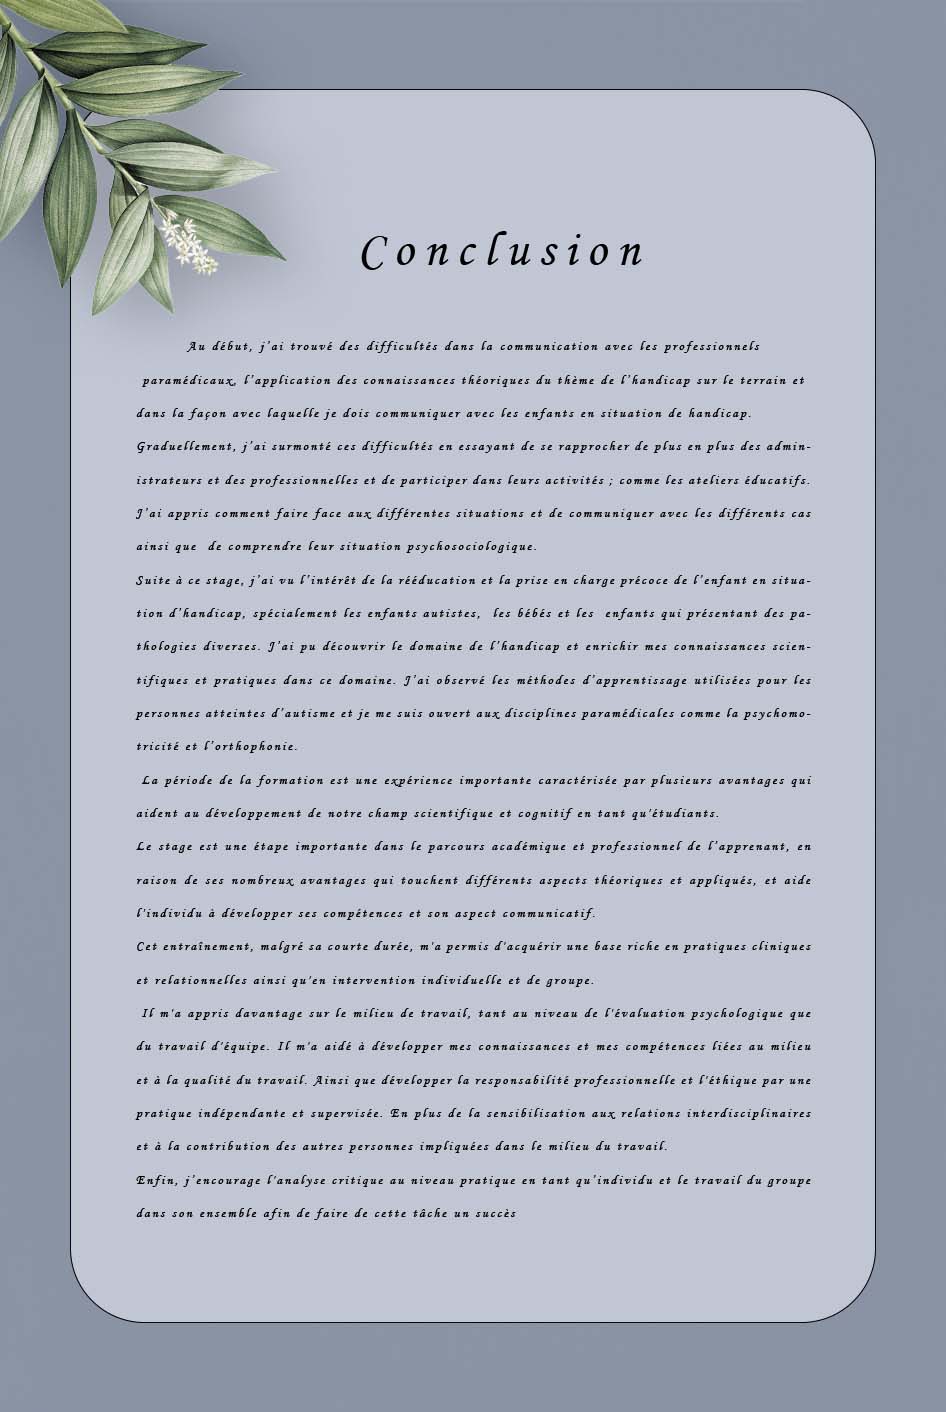 Conclusion
Au début, j'ai trouvé des difficultés dans la communication avec les professionnels
paramédicaux, l'application des connaissances théoriques du thème de l'handicap sur le terrain et
dans la façon avec laquelle je dois communiquer avec les enfants en situation de handicap.
Graduellement, j'ai surmonté ces difficultés en essayant de se rapprocher de plus en plus des admin-
istrateurs et des professionnelles et de participer dans leurs activités ; comme les ateliers éducatifs.
J'ai appris comment faire face aux différentes situations et de communiquer avec les différents cas
ainsi que  de comprendre leur situation psychosociologique.
Suite à ce stage, j'ai vu l'intérêt de la rééducation et la prise en charge précoce de l'enfant en situa-
tion d'handicap, spécialement les enfants autistes,  les bébés et les  enfants qui présentant des pa-
thologies diverses. J'ai pu découvrir le domaine de l'handicap et enrichir mes connaissances scien-
tifiques et pratiques dans ce domaine. J'ai observé les méthodes d'apprentissage utilisées pour les
personnes atteintes d'autisme et je me suis ouvert aux disciplines paramédicales comme la psychomo-
tricité et l'orthophonie.
La période de la formation est une expérience importante caractérisée par plusieurs avantages qui
aident au développement de notre champ scientifique et cognitif en tant qu'étudiants.
Le stage est une étape importante dans le parcours académique et professionnel de l'apprenant, en
raison de ses nombreux avantages qui touchent différents aspects théoriques et appliqués, et aide
l'individu à développer ses compétences et son aspect communicatif.
Cet entraînement, malgré sa courte durée, m'a permis d'acquérir une base riche en pratiques cliniques
et relationnelles ainsi qu'en intervention individuelle et de groupe.
Il m'a appris davantage sur le milieu de travail, tant au niveau de l'évaluation psychologique que
du travail d'équipe. Il m'a aidé à développer mes connaissances et mes compétences liées au milieu
et à la qualité du travail. Ainsi que développer la responsabilité professionnelle et l'éthique par une
pratique indépendante et supervisée. En plus de la sensibilisation aux relations interdisciplinaires
et à la contribution des autres personnes impliquées dans le milieu du travail.
Enfin, j'encourage l'analyse critique au niveau pratique en tant qu'individu et le travail du groupe
dans son ensemble afin de faire de cette tâche un succès